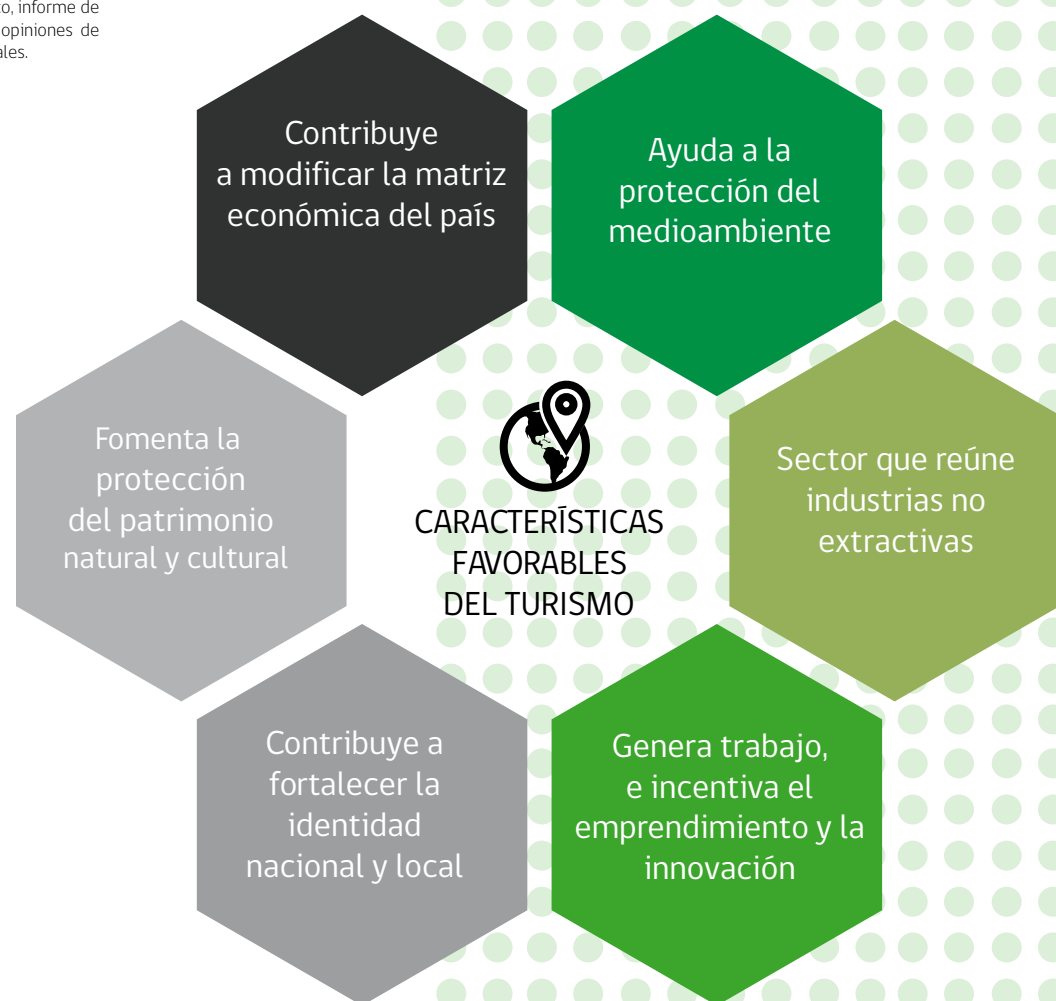 informe de
opiniones de
Contribuye
a modificar la matriz
económica del país
Ayuda a la
protección del
medioambiente
Fomenta la
protección
del patrimonio
natural y cultural
CARACTERÍSTICAS
FAVORABLES
DEL TURISMO
Sector que reúne
industrias no
extractivas
Contribuye a
fortalecer la
identidad
nacional y local
Genera trabajo,
e incentiva el
emprendimiento y la
innovación